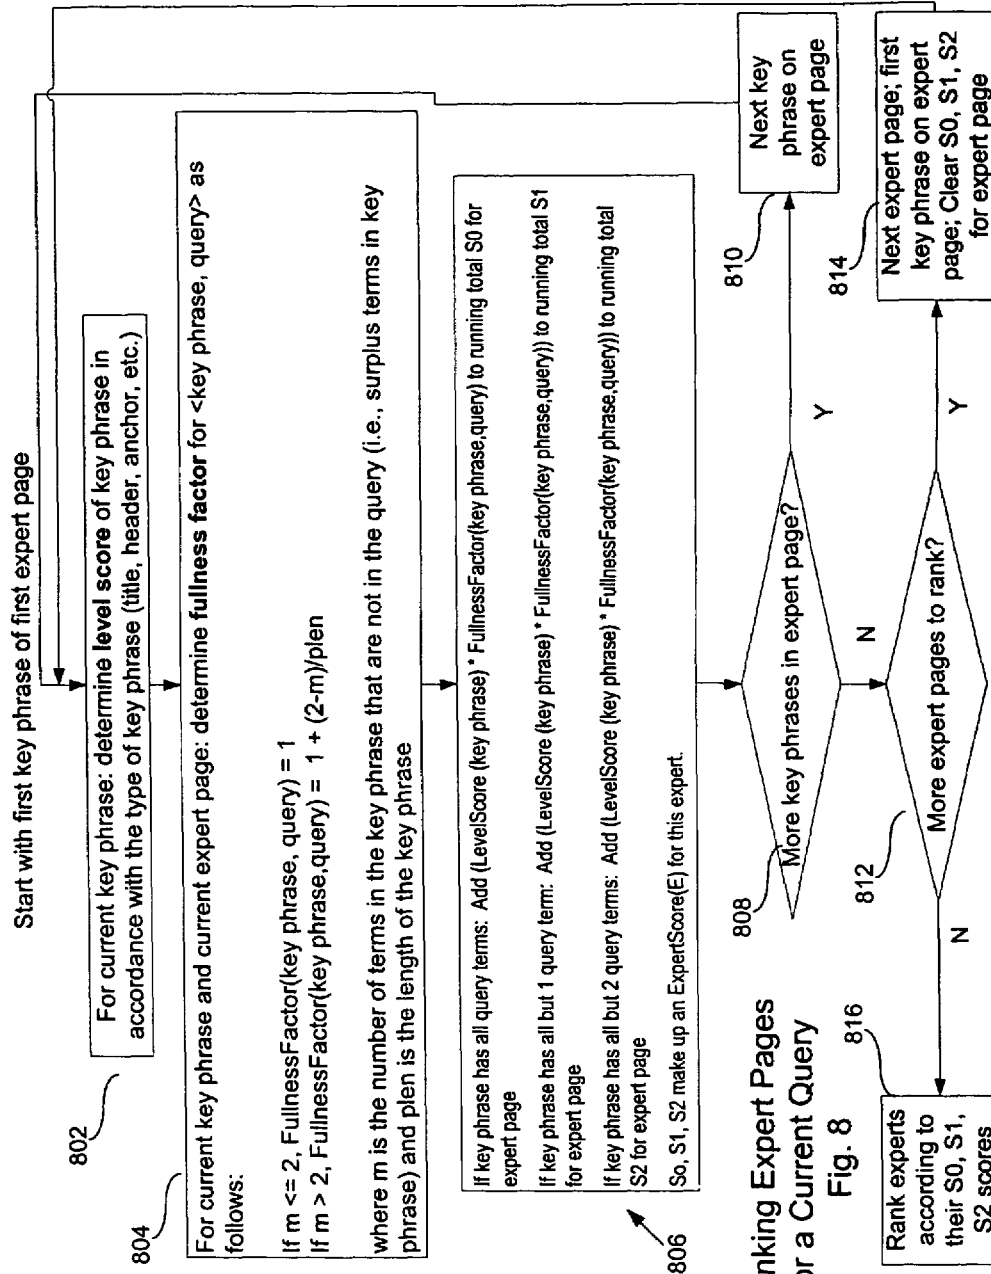 Start with first key phrase of first expert page
802
For current key phrase: determine level score of key phrase in
accordance with the type of key phrase (title, header, anchor, etc.)
804
For current key phrase and current expert page: determine fullness factor for <key phrase, query> as
follows:
If m <= 2, FullnessFactor(key phrase, query) = 1
If m > 2, FullnessFactor(key phrase,query) = 1 + (2-m)/plen
where m is the number of terms in the key phrase that are not in the query (i.e., surplus terms in key
phrase) and plen is the length of the key phrase
806
If key phrase has all query terms: Add (LevelScore (key phrase) * FullnessFactor(key phrase,query) to running total S0 for
expert page
If key phrase has all but 1 query term: Add (LevelScore (key phrase) * FullnessFactor(key phrase,query)) to running total S1
for expert page
If key phrase has all but 2 query terms: Add (LevelScore (key phrase) * FullnessFactor(key phrase,query)) to running total
S2 for expert page
So, S1, S2 make up an ExpertScore(E) for this expert.
808
More key phrases in expert page?
Y
N
810
Next key
phrase on
expert page
812
More expert pages to rank?
Y
N
814
Next expert page; first
key phrase on expert
page; Clear S0, S1, S2
for expert page
816
Rank experts
according to
their S0, S1,
S2 scores
nking Expert Pages
or a Current Query
Fig. 8